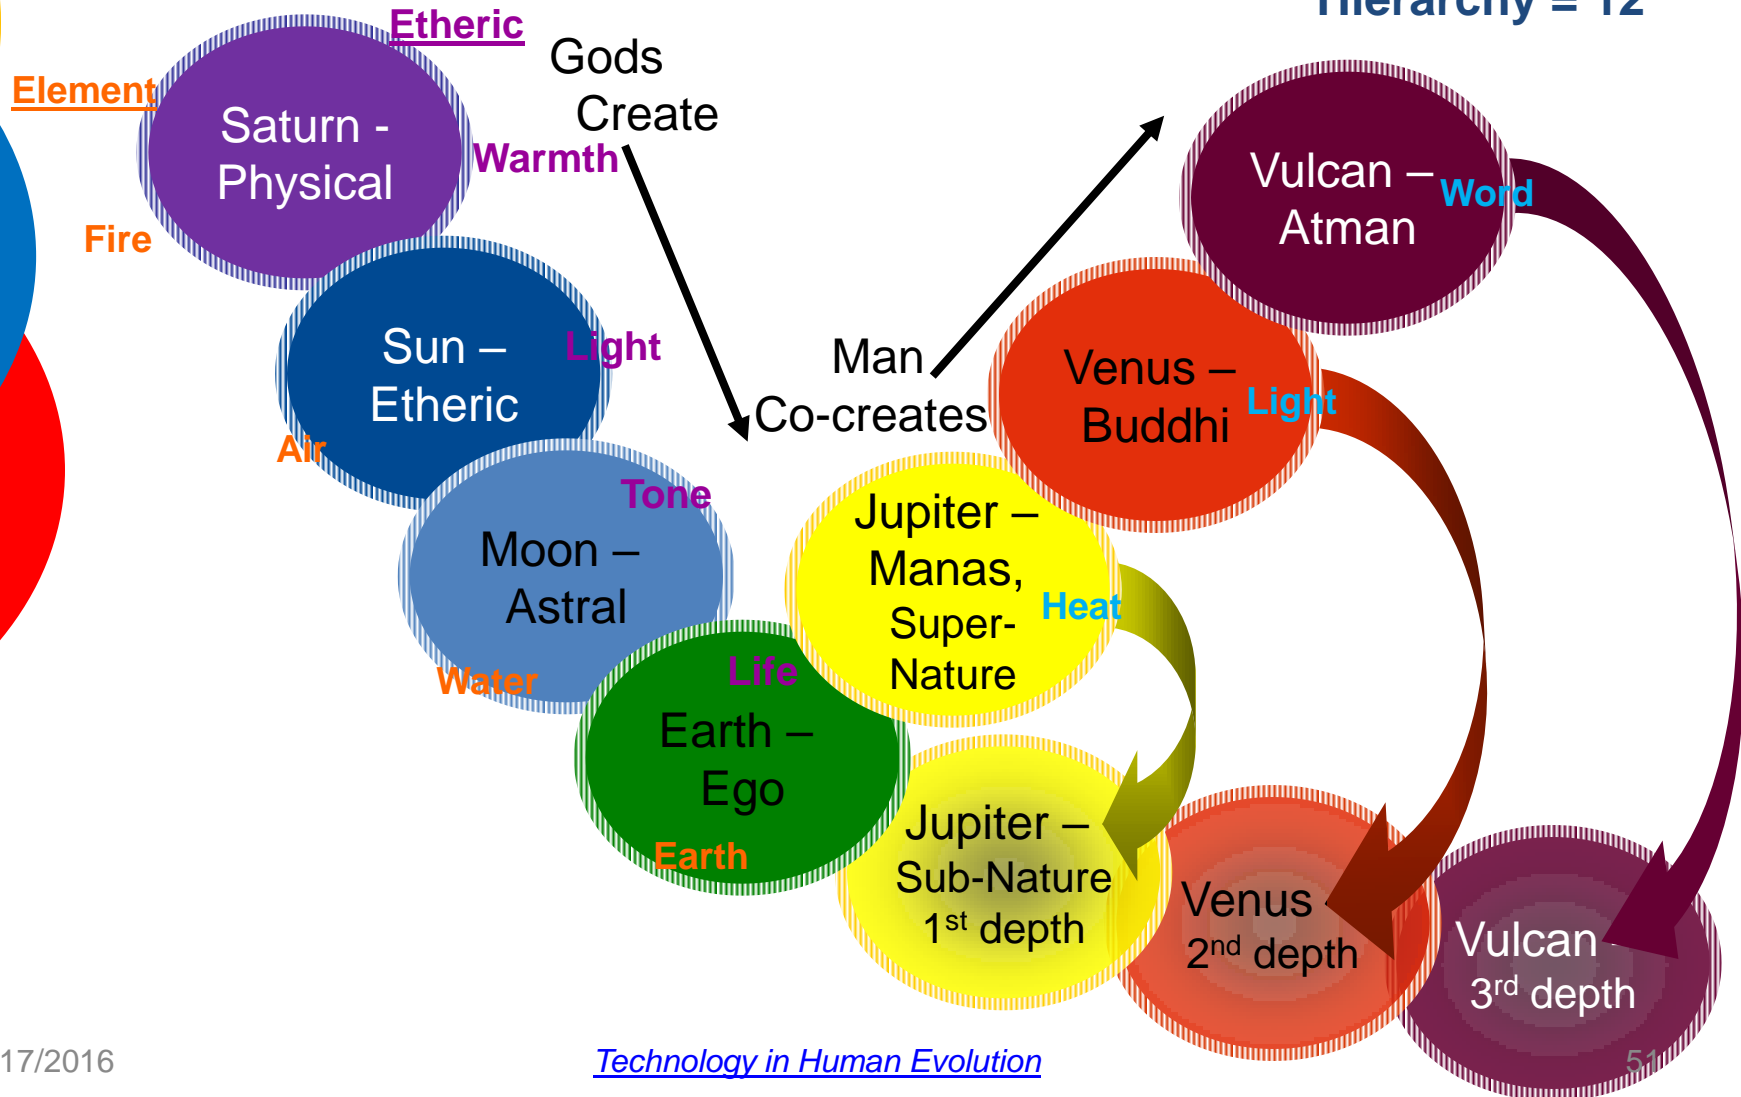 Hierarchy = 12
Etheric
Element
Gods
Create
Saturn -
Physical
Warmth
Fire
Vulcan –
Atman
Word
Sun –
Etheric
Light
Air
Man
Co-creates
Venus –
Buddhi
Light
Moon –
Astral
Tone
Water
Jupiter –
Manas,
Super-
Nature
Heat
Life
Earth –
Ego
Earth
Jupiter –
Sub-Nature
1st depth
Venus -
2nd depth
Vulcan -
3rd depth
17/2016
Technology in Human Evolution
51